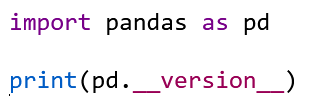 import pandas as pd
print(pd.__version__)